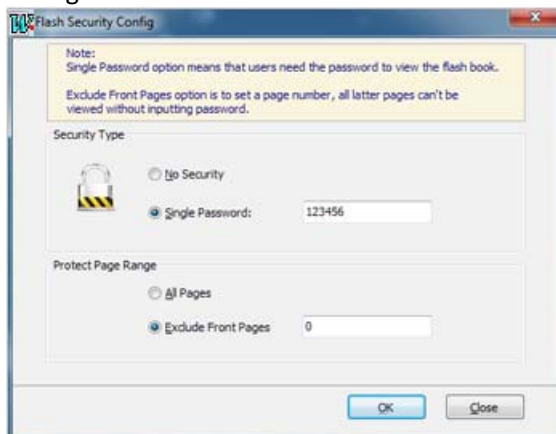 Flash Security Config
Note:
Single Password option means that users need the password to view the flash book.
Exclude Front Pages option is to set a page number, all latter pages can't be
viewed without inputting password.
Security Type
No Security
Single Password: 123456
Protect Page Range
All Pages
Exclude Front Pages 0
OK Close